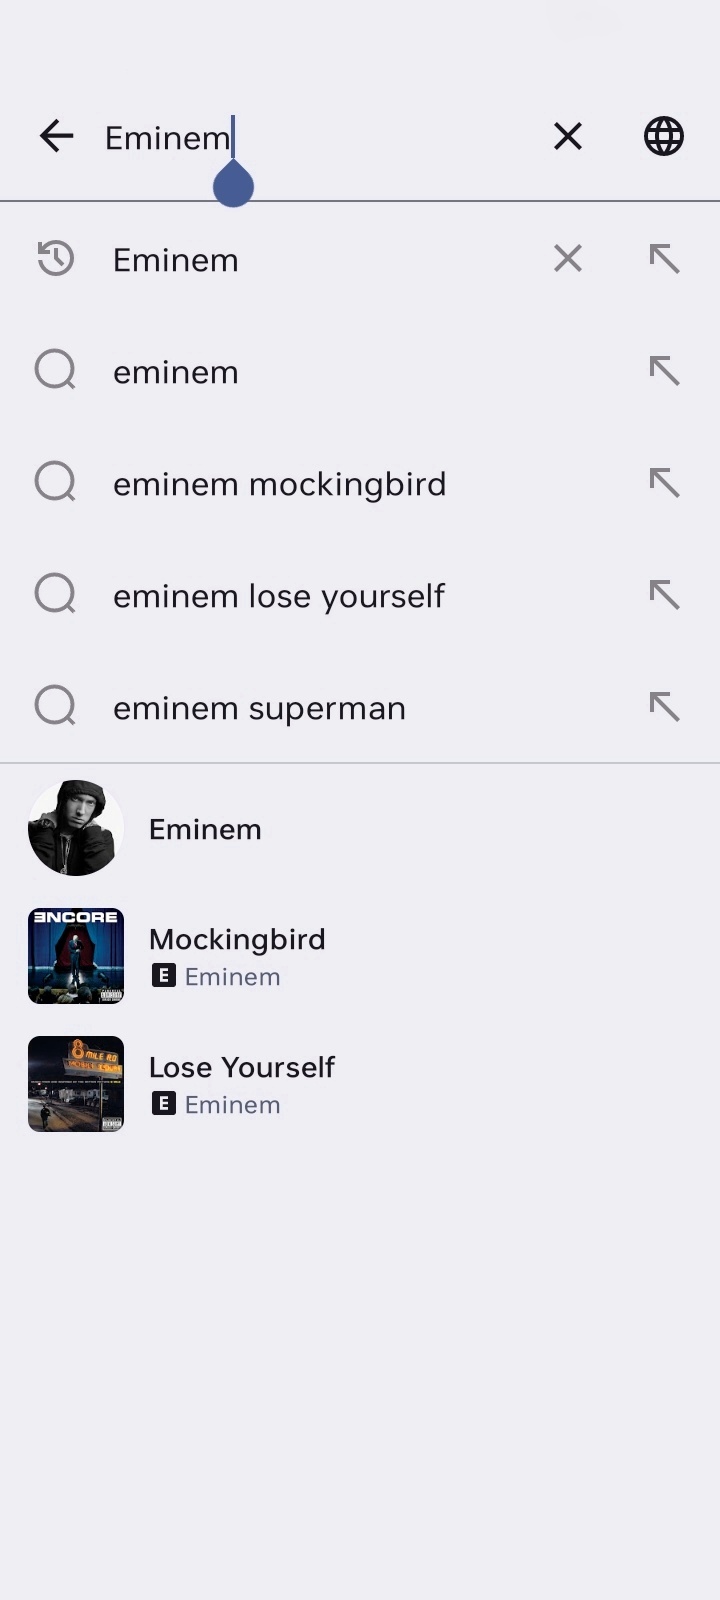 Eminem
Eminem
eminem
eminem mockingbird
eminem lose yourself
eminem superman
Eminem
ƎNCORE
Mockingbird
E Eminem
8 MILE RD
Lose Yourself
E Eminem